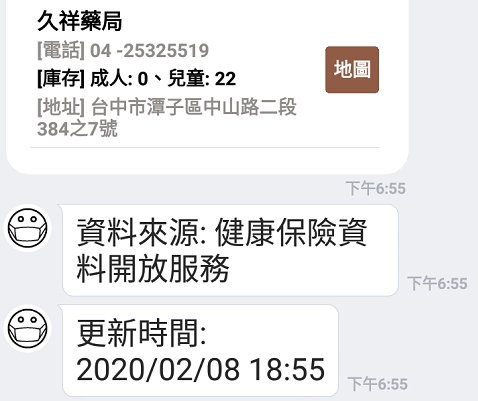 久祥藥局
[電話] 04 -25325519
[庫存] 成人: 0、兒童: 22
[地址] 台中市潭子區中山路二段
384之7號
地圖
下午6:55
資料來源: 健康保險資
料開放服務
下午6:55
更新時間:
2020/02/08 18:55
下午6:55